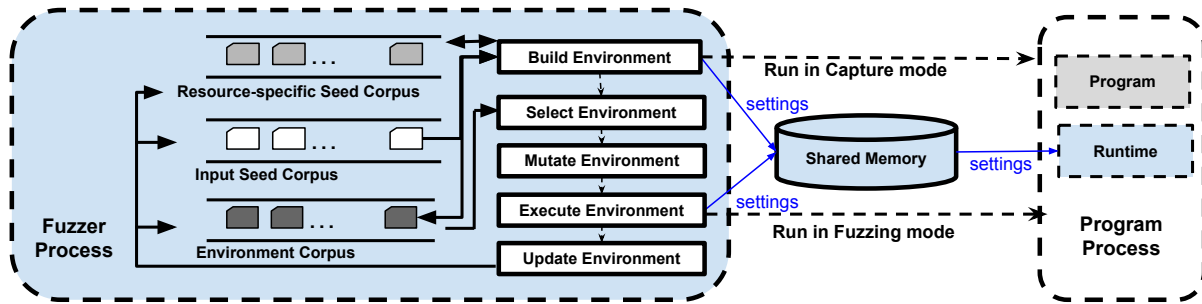 Build Environment
Run in Capture mode
Program
Resource-specific Seed Corpus
settings
Select Environment
Shared Memory
settings
Runtime
Input Seed Corpus
Mutate Environment
settings
Execute Environment
Run in Fuzzing mode
Fuzzer
Process
Environment Corpus
Update Environment
Program
Process
...
...
...